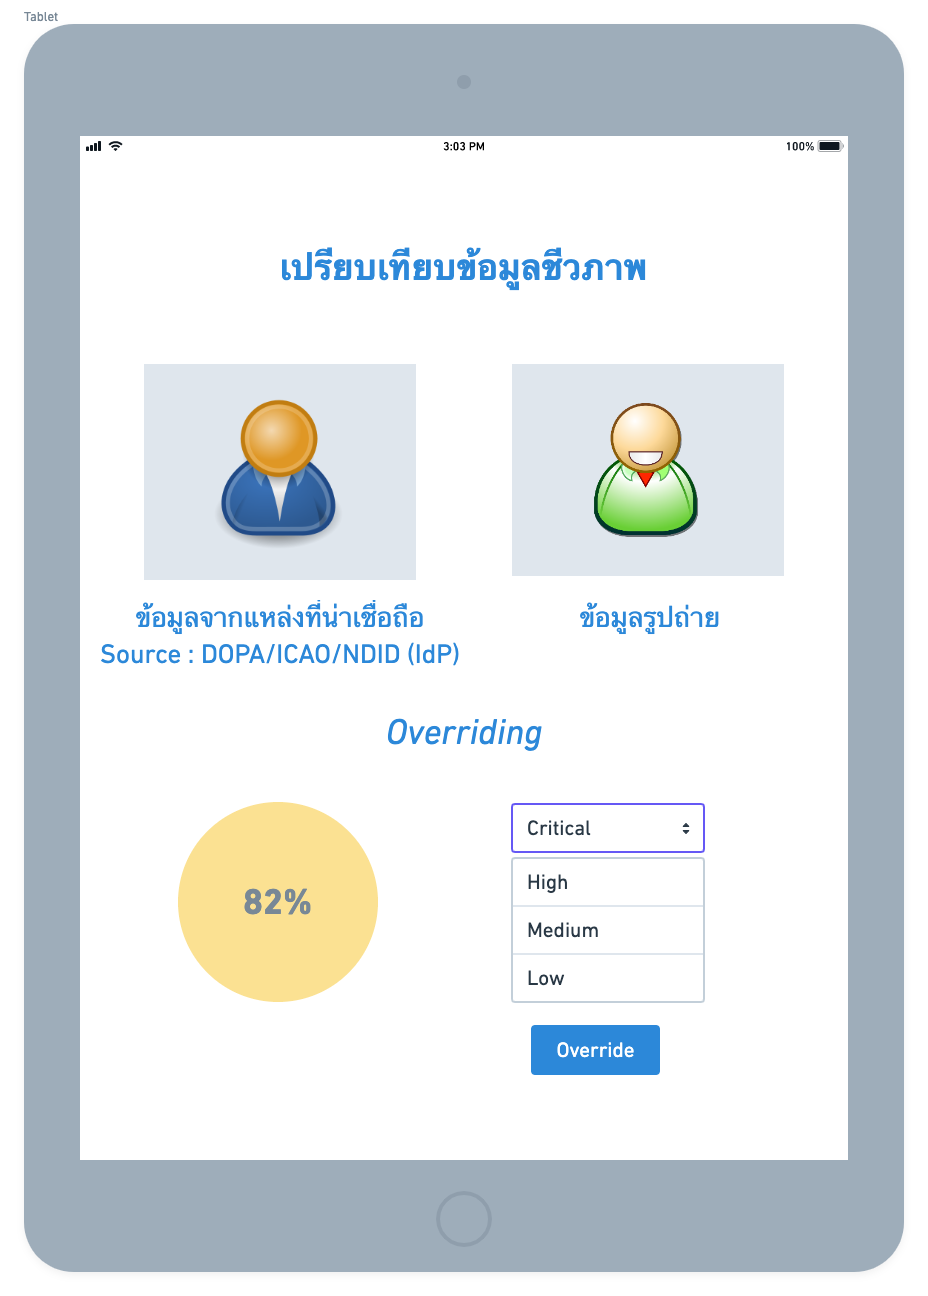 Tablet
3:03 PM
100%
เปรียบเทียบข้อมูลชีวภาพ
ข้อมูลจากแหล่งที่น่าเชื่อถือ
Source : DOPA/ICAO/NDID (IdP)
ข้อมูลรูปถ่าย
Overriding
82%
Critical
High
Medium
Low
Override